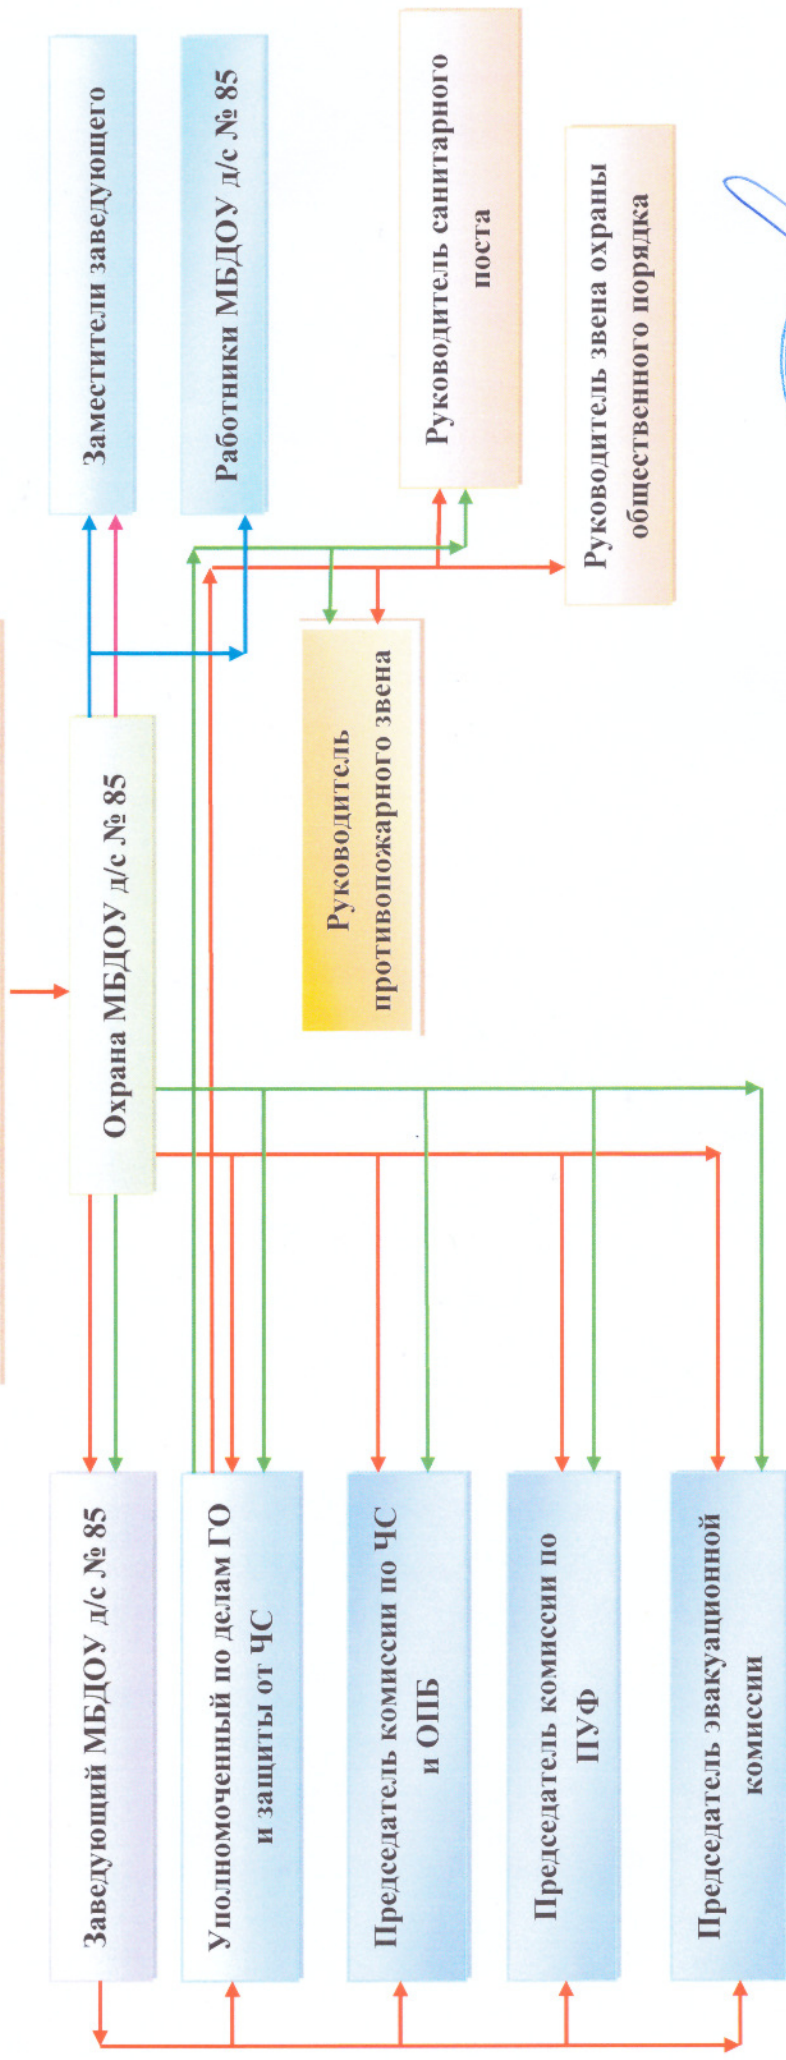 Охрана МБДОУ д/с № 85
Заведующий МБДОУ д/с № 85
Уполномоченный по делам ГО
и защиты от ЧС
Председатель комиссии по ЧС
и ОПБ
Председатель комиссии по
ПУФ
Председатель эвакуационной
комиссии
Руководитель
противопожарного звена
Заместители заведующего
Работники МБДОУ д/с № 85
Руководитель санитарного
поста
Руководитель звена охраны
общественного порядка